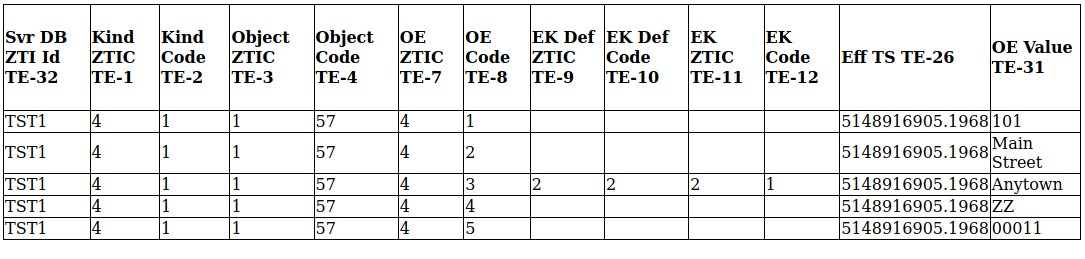 Svr DB ZTI Id TE-32 | Kind ZTIC TE-1 | Kind Code TE-2 | Object ZTIC TE-3 | Object Code TE-4 | OE ZTIC TE-7 | OE Code TE-8 | EK Def ZTIC TE-9 | EK Def Code TE-10 | EK ZTIC TE-11 | EK Code TE-12 | Eff TS TE-26 | OE Value TE-31
TST1 | 4 | 1 | 1 | 57 | 4 | 1 | | | | | 5148916905.1968 | 101
TST1 | 4 | 1 | 1 | 57 | 4 | 2 | | | | | 5148916905.1968 | Main Street
TST1 | 4 | 1 | 1 | 57 | 4 | 3 | 2 | 2 | 2 | 1 | 5148916905.1968 | Anytown
TST1 | 4 | 1 | 1 | 57 | 4 | 4 | | | | | 5148916905.1968 | ZZ
TST1 | 4 | 1 | 1 | 57 | 4 | 5 | | | | | 5148916905.1968 | 00011